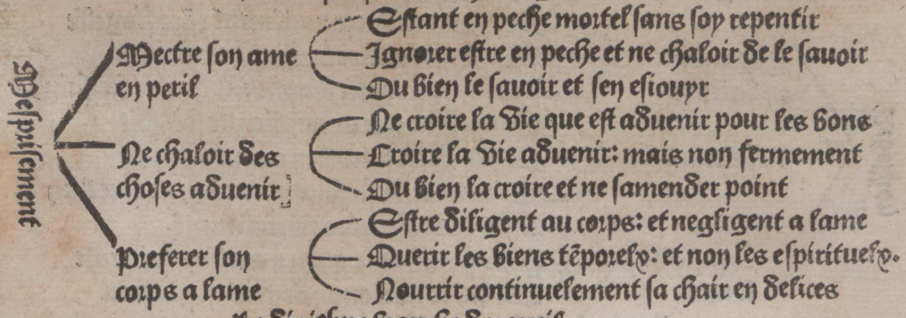 Mesprisement
Mectre son ame
en peril
Estant en peche mortel sans soy repentir
Ignorer estre en peche et ne chaloir de le sauoir
Ou bien le sauoir et sen esiouyr
Ne chaloir des
choses aduenir
Ne croire la vie que est aduenir pour les bons
Croire la vie aduenir: mais non fermement
Ou bien la croire et ne samender point
Preferer son
corps a lame
Estre diligent au corps: et negligent a lame
Querir les biens tēporelx: et non les espirituelx.
Nourrir continuelement sa chair en delices